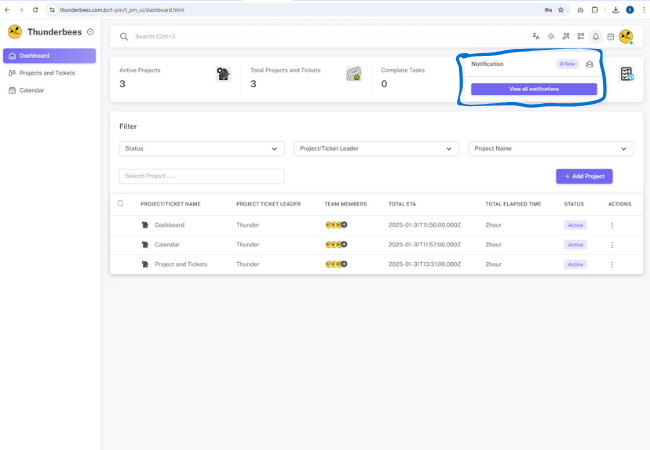 thunderbees.com.br/t-pm/t_pm_ui/dashboard.html
Thunderbees
Search (Ctrl+/)
Dashboard
Projects and Tickets
Calendar
Active Projects
3
Total Projects and Tickets
3
Complete Tasks
0
Notification
0 New
View all notifications
Filter
Status
Project/Ticket Leader
Project Name
Search Project .....
+ Add Project
PROJECT/TICKET NAME PROJECT TICKET LEADER TEAM MEMBERS TOTAL ETA TOTAL ELAPSED TIME STATUS ACTIONS
Dashboard Thunder 2025-01-31T11:56:00.000Z 2hour Active
Calendar Thunder 2025-01-31T11:57:00.000Z 2hour Active
Project and Tickets Thunder 2025-01-31T13:31:00.000Z 2hour Active